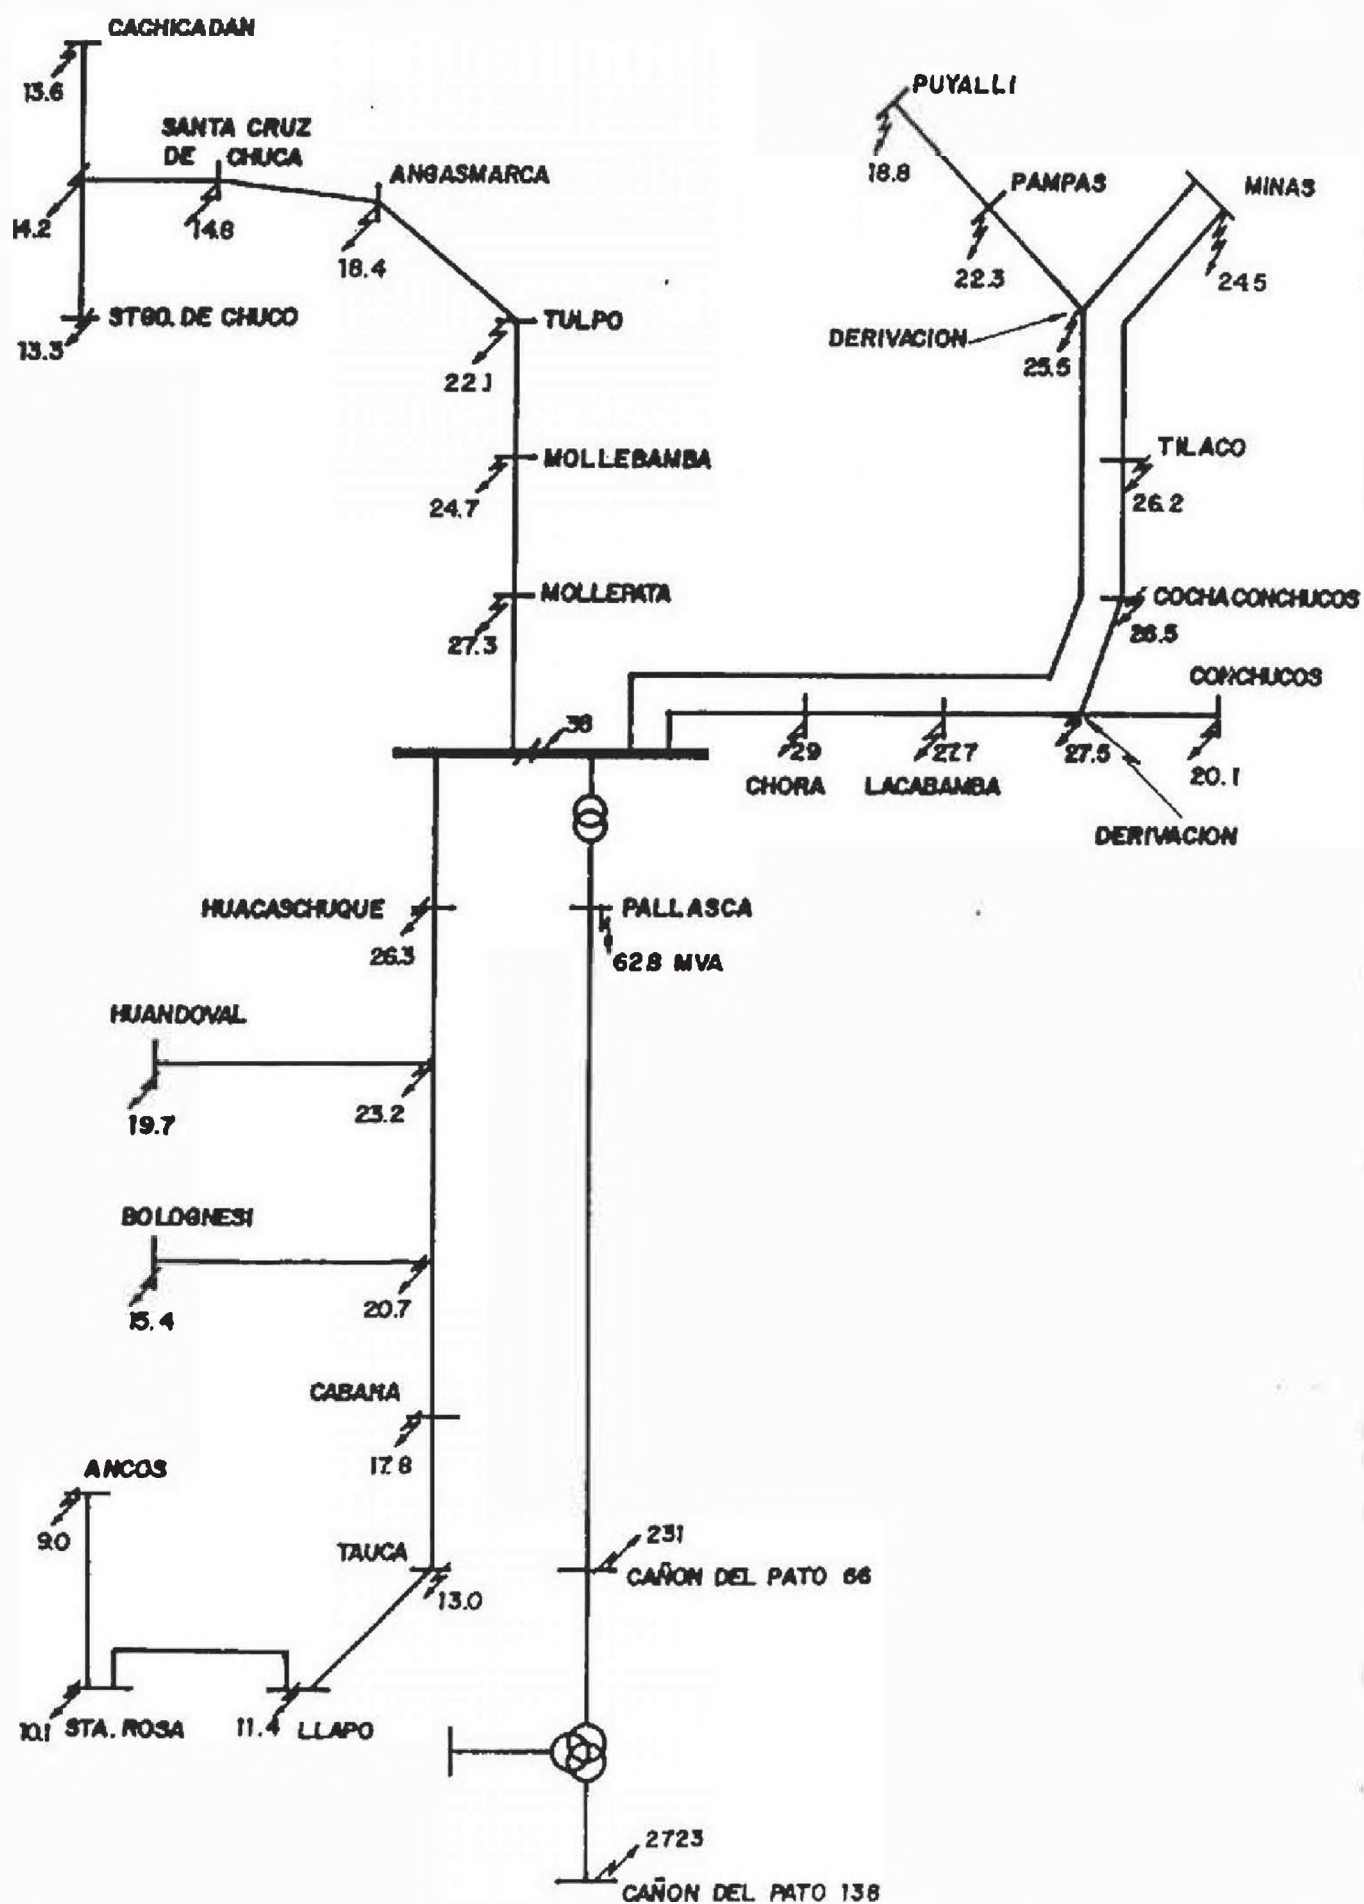 CACHICADAN
13.6
SANTA CRUZ
DE CHUCA
14.2
14.8
ANGASMARCA
18.4
STGO. DE CHUCO
13.3
TULPO
22.1
MOLLEBAMBA
24.7
MOLLEPATA
27.3
PUYALLI
18.8
PAMPAS
22.3
MINAS
24.5
DERIVACION
25.5
TILACO
26.2
COCHACONCHUCOS
26.5
CONCHUCOS
20.1
38
29
27.7
27.5
CHORA
LACABAMBA
DERIVACION
HUACASCHUQUE
26.3
PALLASCA
62.8 MVA
HUANDOVAL
19.7
23.2
BOLOGNESI
15.4
20.7
CABANA
17.8
ANCOS
9.0
TAUCA
13.0
231
CAÑON DEL PATO 66
10.1 STA. ROSA
11.4 LLAPO
2723
CAÑON DEL PATO 138